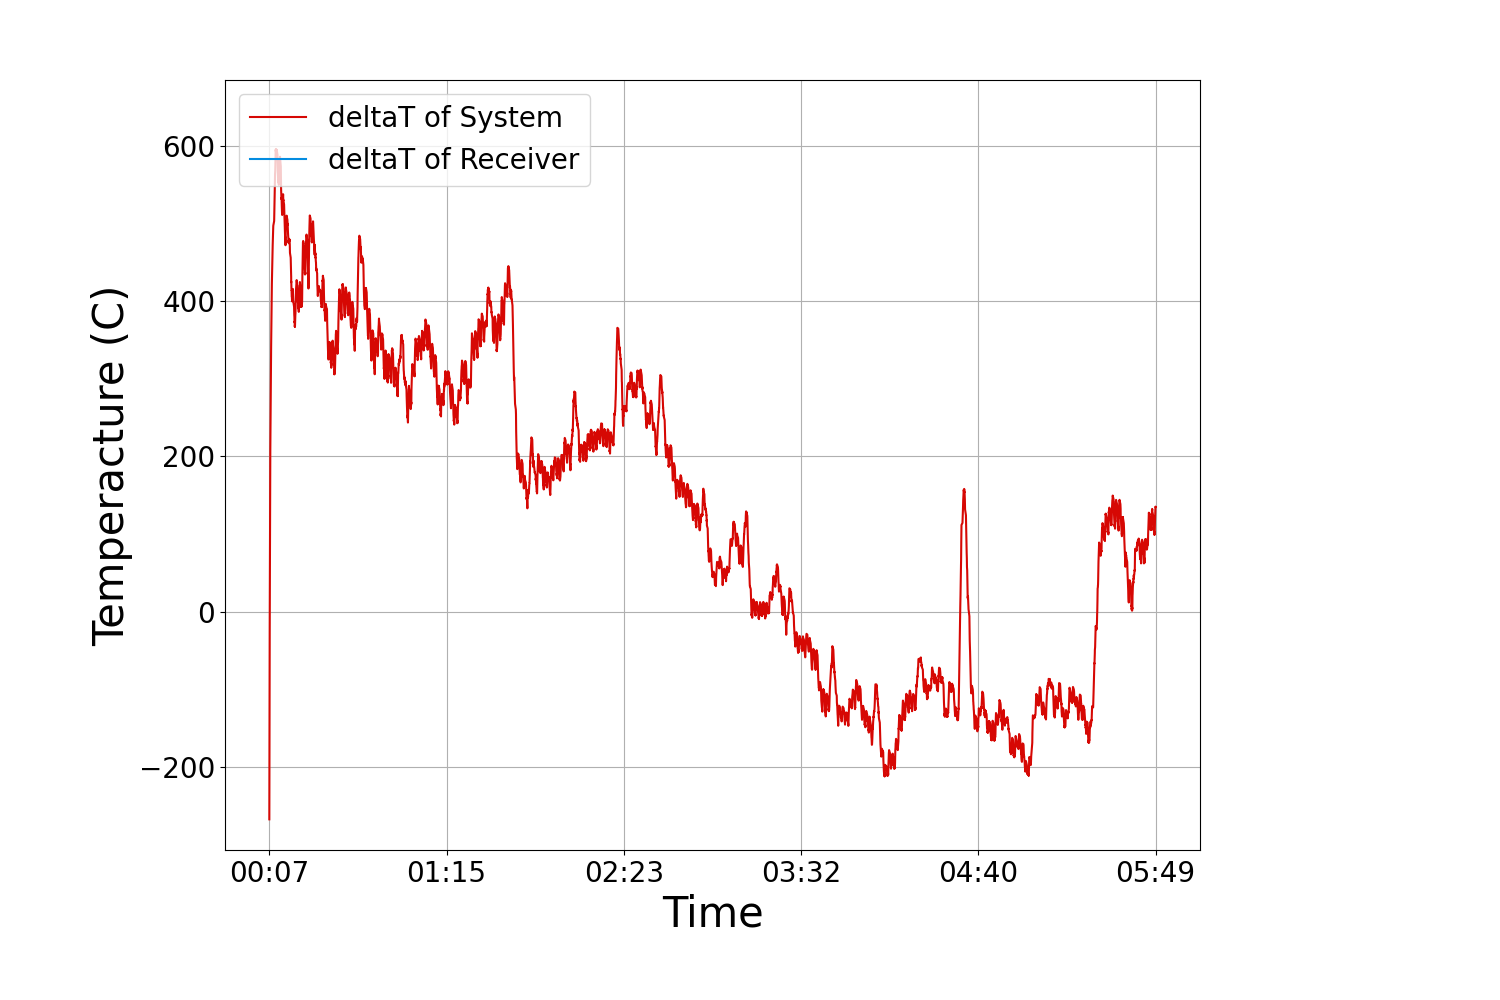 deltaT of System
deltaT of Receiver
600
400
200
0
−200
Temperacture (C)
00:07 01:15 02:23 03:32 04:40 05:49
Time